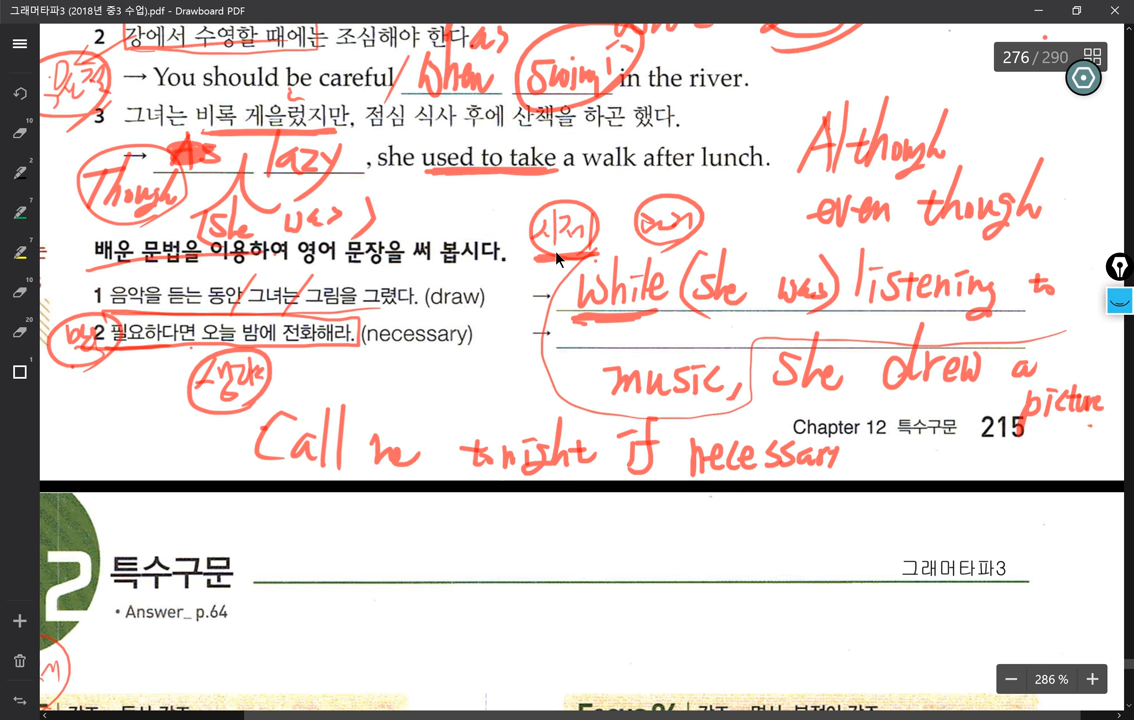 그래머타파3 (2018년 중3 수업).pdf - Drawboard PDF
276 / 290
as
2 강에서 수영할 때에는 조심해야 한다.
→ You should be careful when swimi in the river.
3 그녀는 비록 게을렀지만, 점심 식사 후에 산책을 하곤 했다.
→ As lazy , she used to take a walk after lunch.
Though
(she was)
Although
even though
시제
배운 문법을 이용하여 영어 문장을 써 봅시다.
1 음악을 듣는 동안 그녀는 그림을 그렸다. (draw) → While (she was) listening to
2 필요하다면 오늘 밤에 전화해라. (necessary) →
music, she drew a
picture.
생략
Call me tonight if necessary
Chapter 12 특수구문 215
2 특수구문
그래머타파3
• Answer_ p.64
286 %